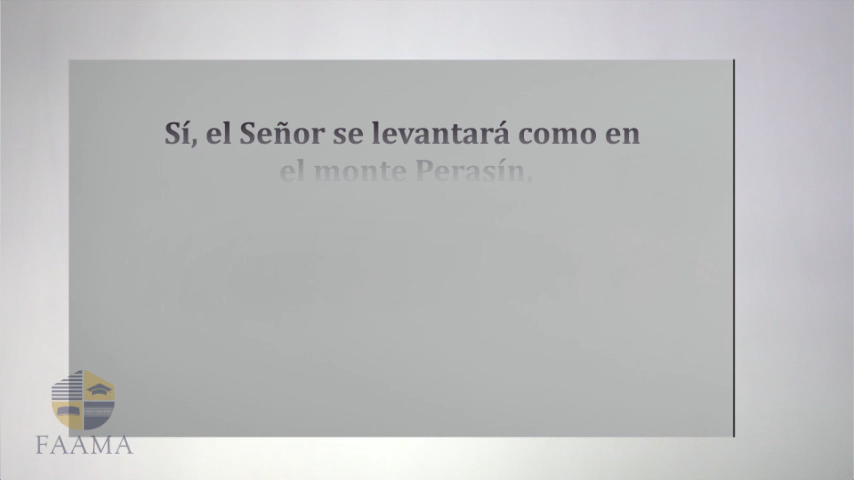 Sí, el Señor se levantará como en
el monte Perasín,
FAAMA